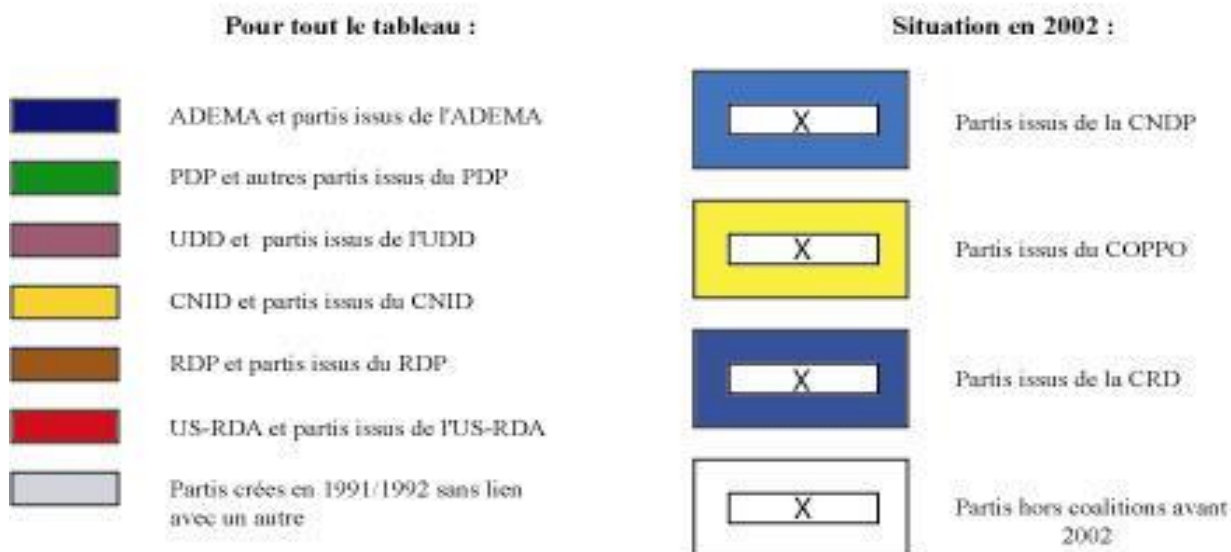 Pour tout le tableau :
ADEMA et partis issus de l'ADEMA
PDP et autres partis issus du PDP
UDD et partis issus de l'UDD
CNID et partis issus du CNID
RDP et partis issus du RDP
US-RDA et partis issus de l'US-RDA
Partis crées en 1991/1992 sans lien
avec un autre
Situation en 2002 :
X
Partis issus de la CNDP
X
Partis issus du COPPO
X
Partis issus de la CRD
X
Partis hors coalitions avant
2002